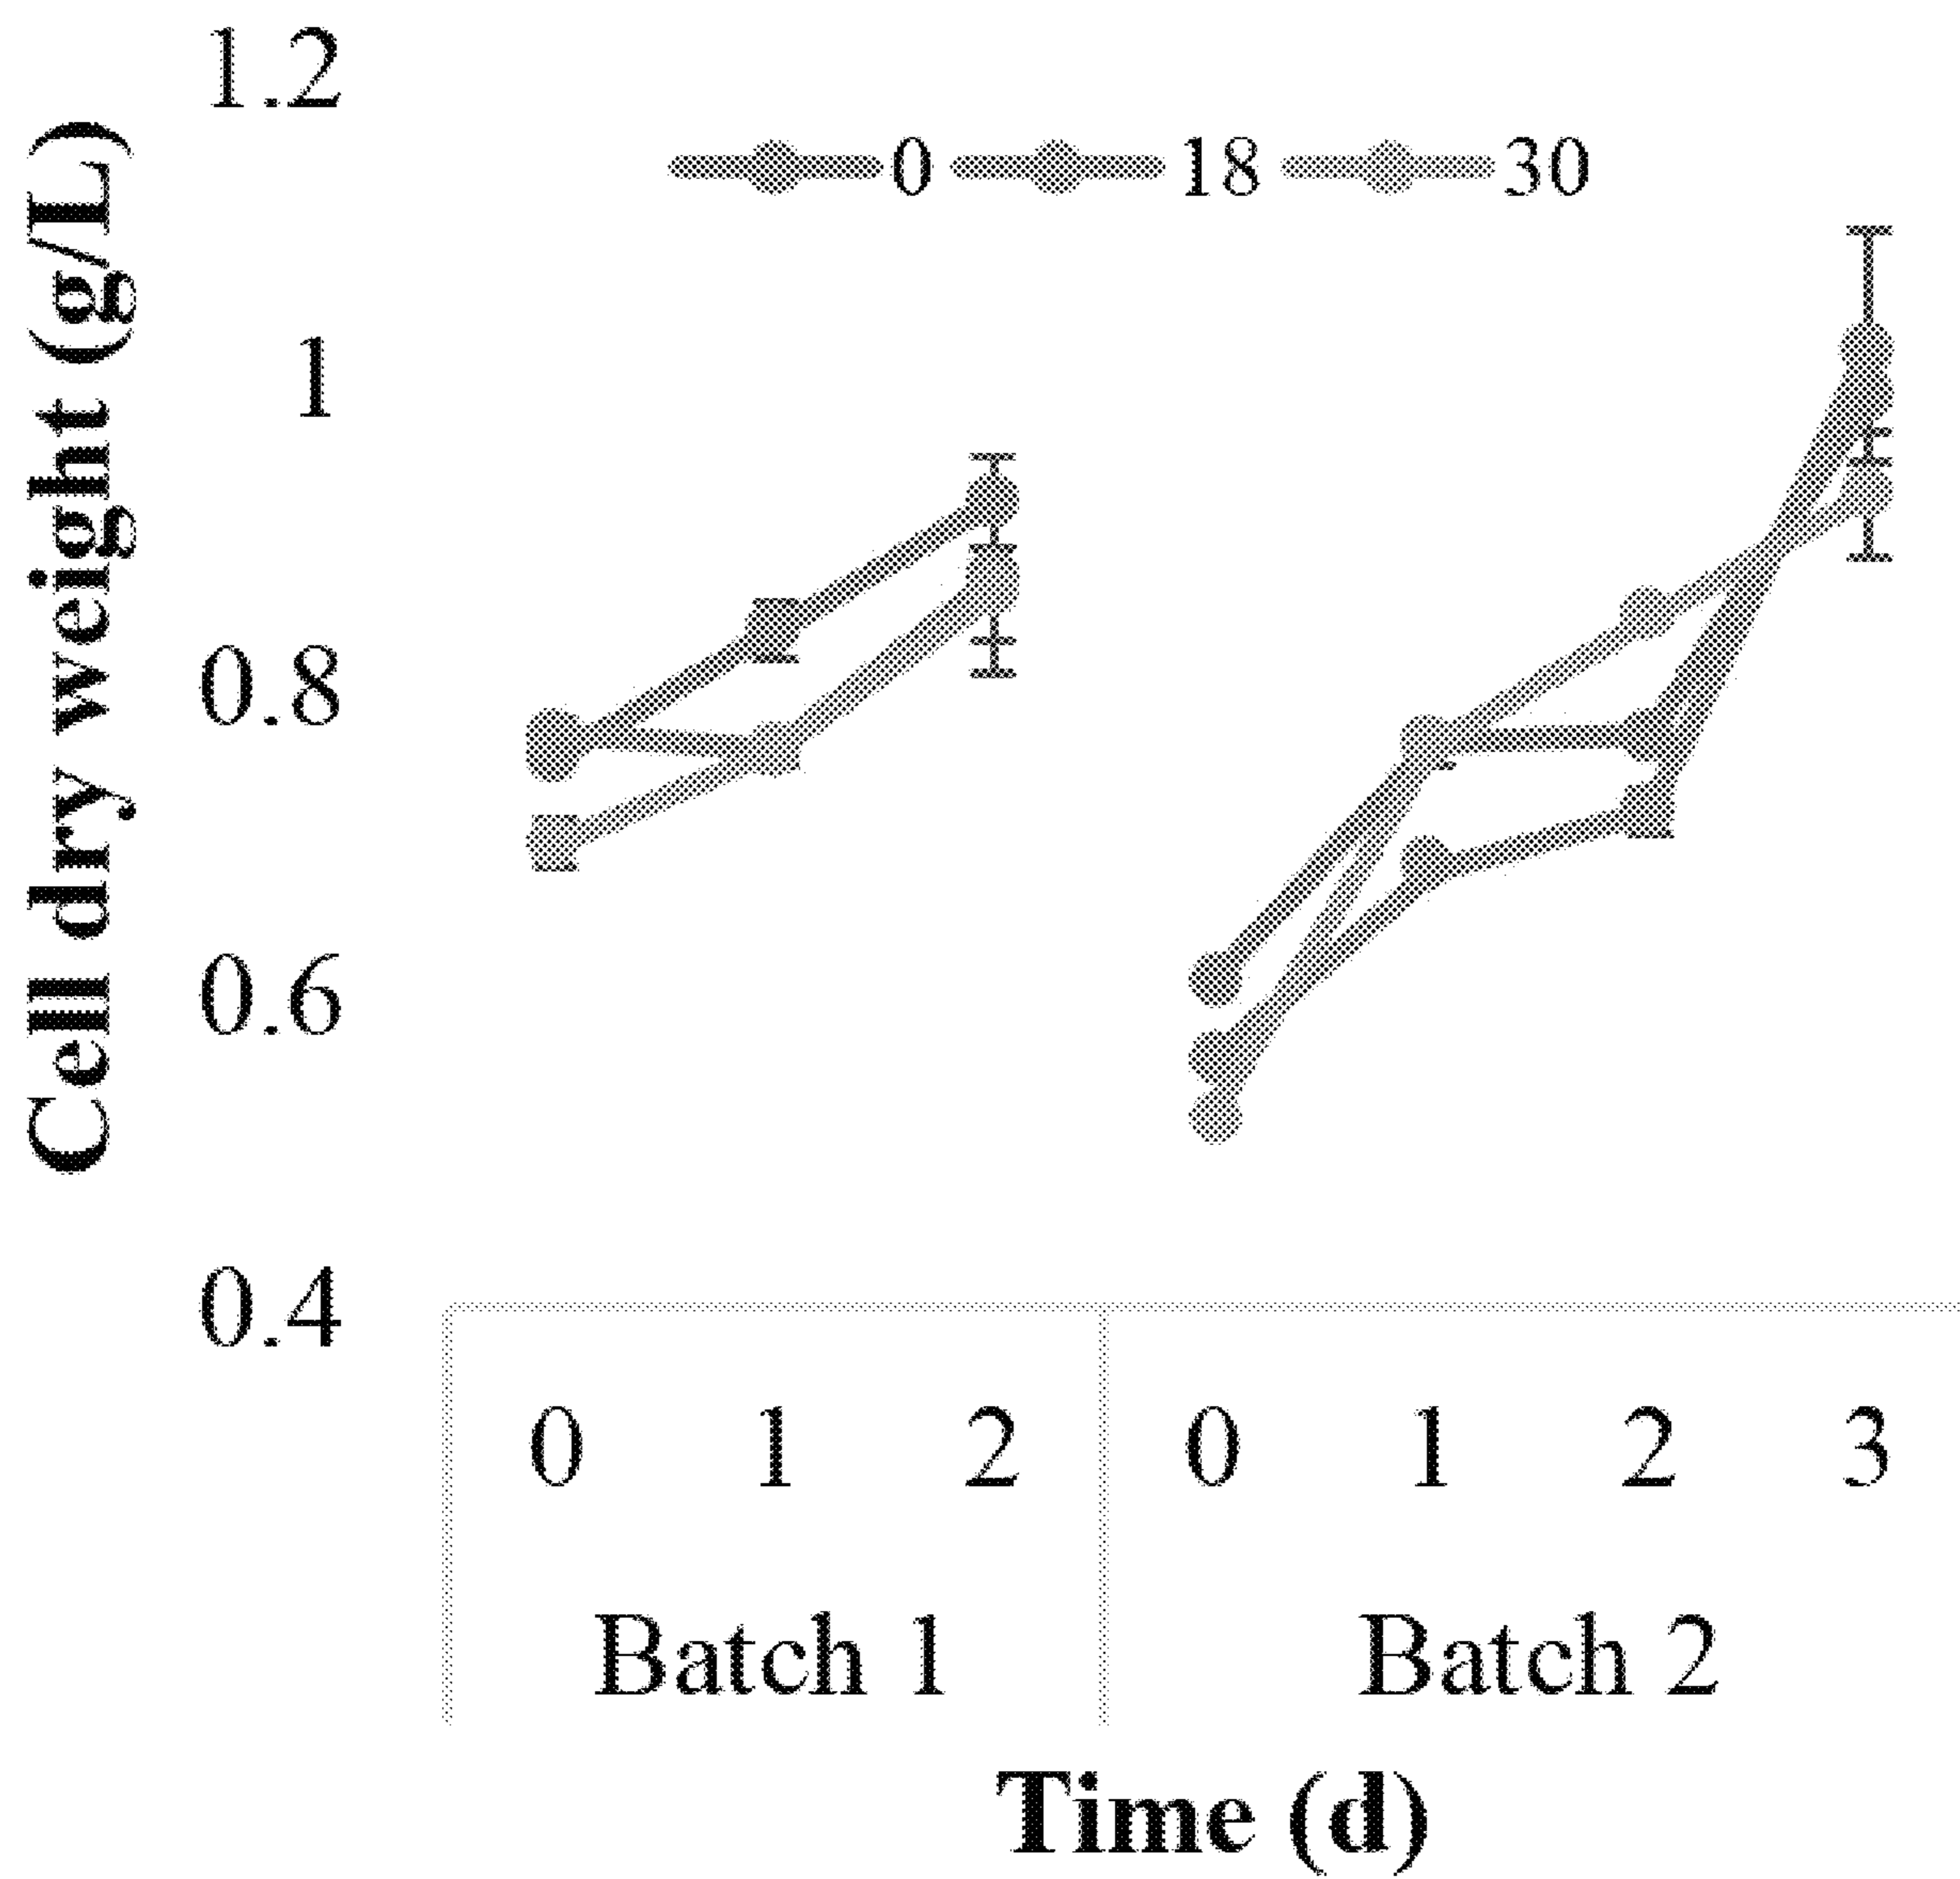 Cell dry weight (g/L)
1.2
1
0.8
0.6
0.4
0 18 30
0 1 2 0 1 2 3
Batch 1 Batch 2
Time (d)